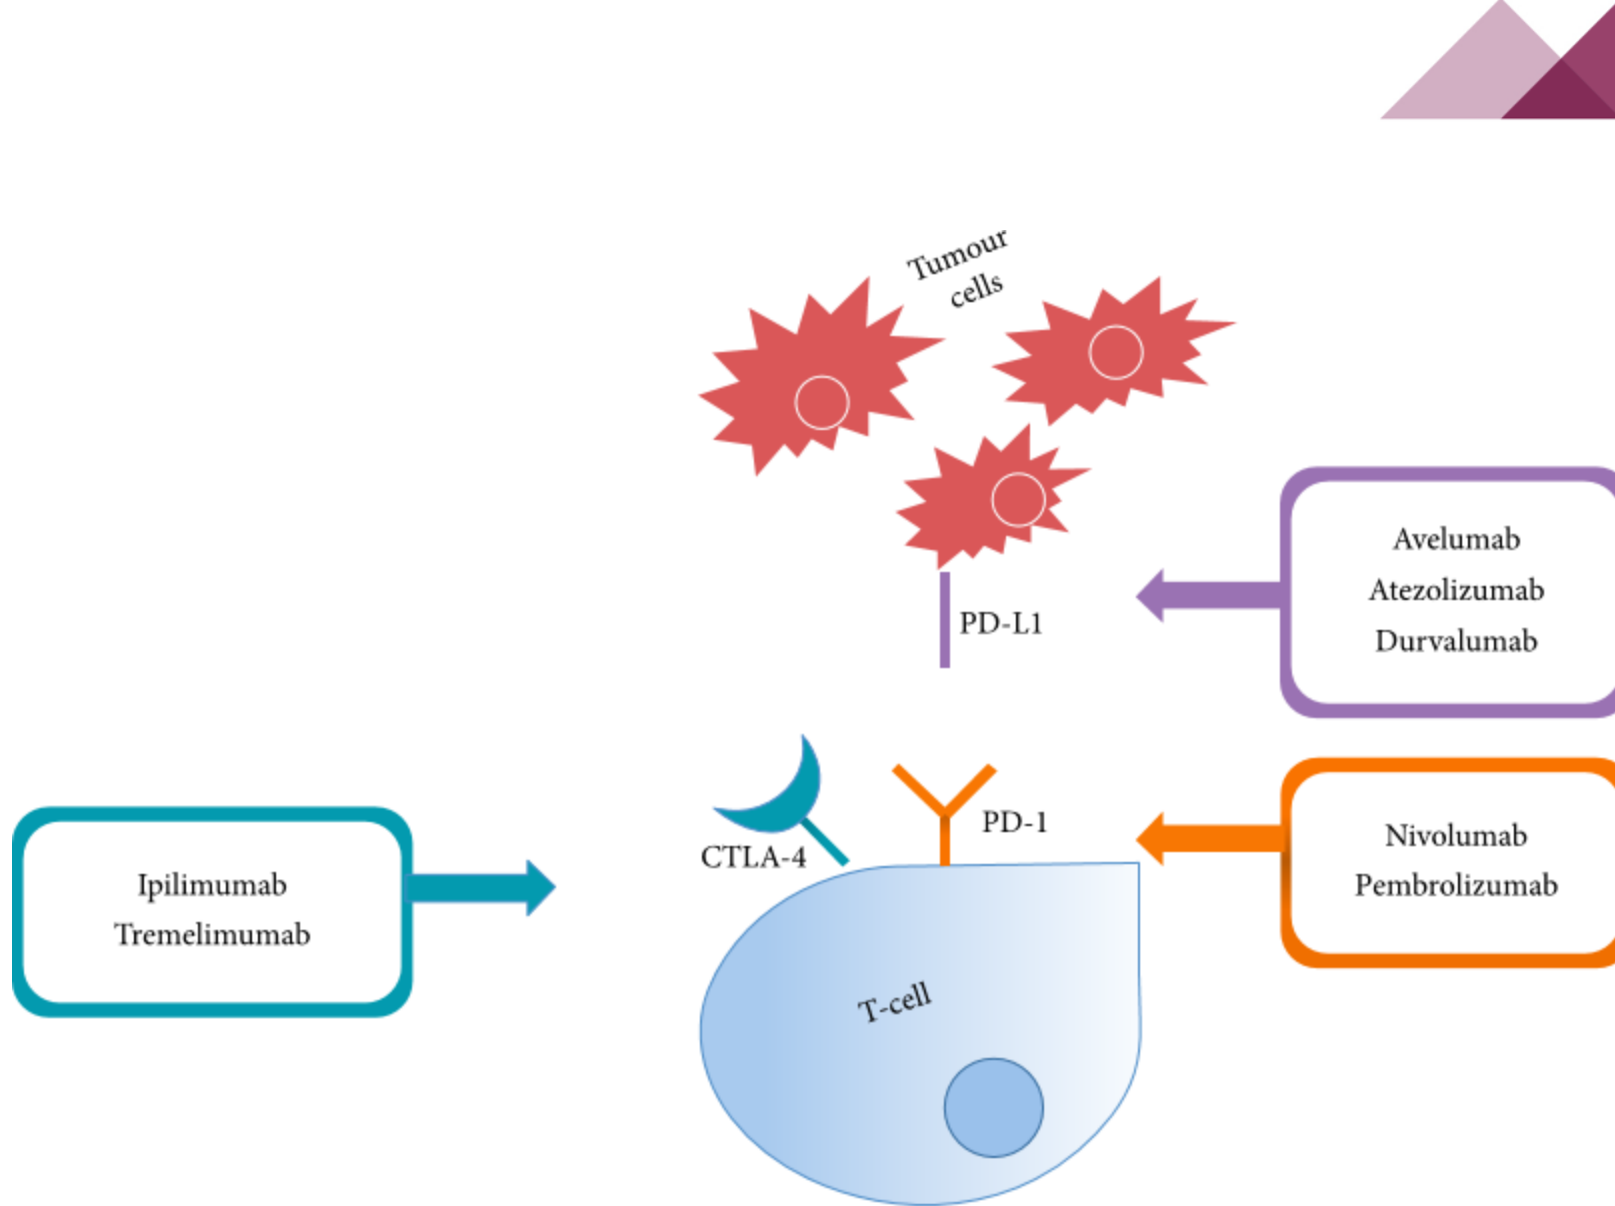 Tumour
cells
Avelumab
Atezolizumab
Durvalumab
PD-L1
PD-1
CTLA-4
Nivolumab
Pembrolizumab
Ipilimumab
Tremelimumab
T-cell